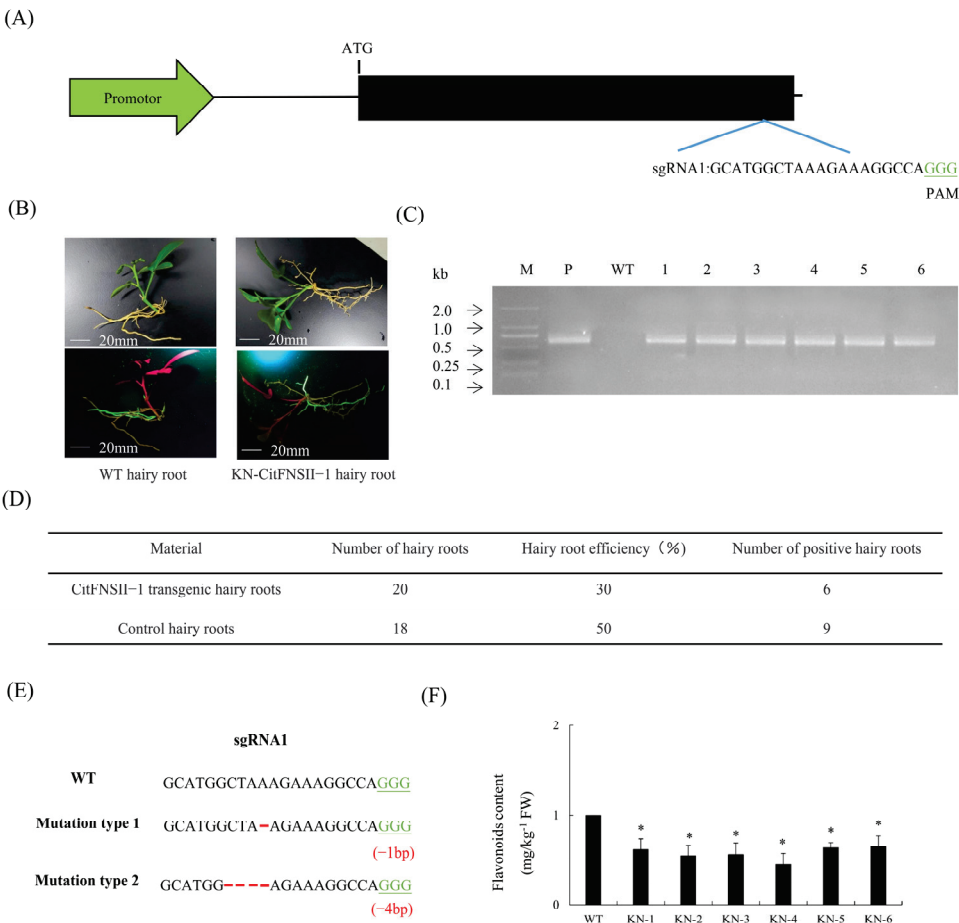 (A)
ATG
Promotor
sgRNA1:GCATGGCTAAAGAAAGGCCAGGG
PAM
(B)
20mm
20mm
20mm
20mm
WT hairy root
KN-CitFNSII−1 hairy root
(C)
kb M P WT 1 2 3 4 5 6
2.0
1.0
0.5
0.25
0.1
(D)
Material Number of hairy roots Hairy root efficiency (%) Number of positive hairy roots
CitFNSII−1 transgenic hairy roots 20 30 6
Control hairy roots 18 50 9
(E)
sgRNA1
WT GCATGGCTAAAGAAAGGCCAGGG
Mutation type 1 GCATGGCTA-AGAAAGGCCAGGG
(−1bp)
Mutation type 2 GCATGG----AGAAAGGCCAGGG
(−4bp)
(F)
Flavonoids content
(mg/kg⁻¹ FW)
2
1
0
* * * * * *
WT KN-1 KN-2 KN-3 KN-4 KN-5 KN-6